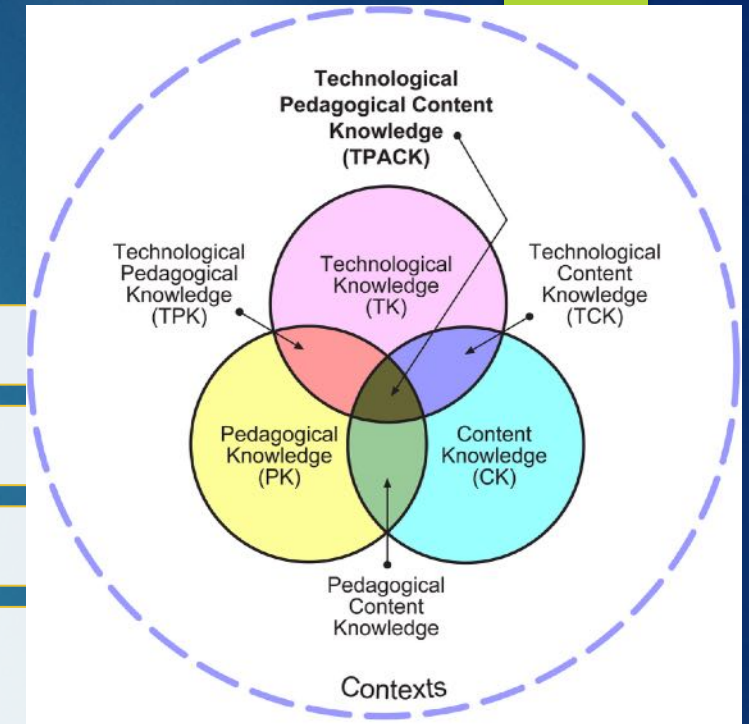 Technological
Pedagogical Content
Knowledge
(TPACK)
Technological
Pedagogical
Knowledge
(TPK)
Technological
Knowledge
(TK)
Technological
Content
Knowledge
(TCK)
Pedagogical
Knowledge
(PK)
Content
Knowledge
(CK)
Pedagogical
Content
Knowledge
Contexts